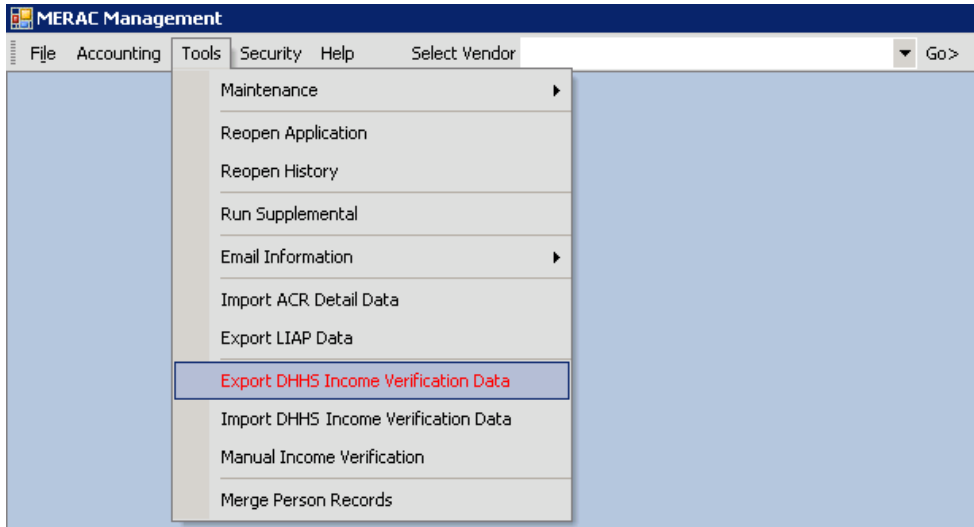 MERAC Management
File Accounting Tools Security Help Select Vendor Go>
Maintenance
Reopen Application
Reopen History
Run Supplemental
Email Information
Import ACR Detail Data
Export LIAP Data
Export DHHS Income Verification Data
Import DHHS Income Verification Data
Manual Income Verification
Merge Person Records